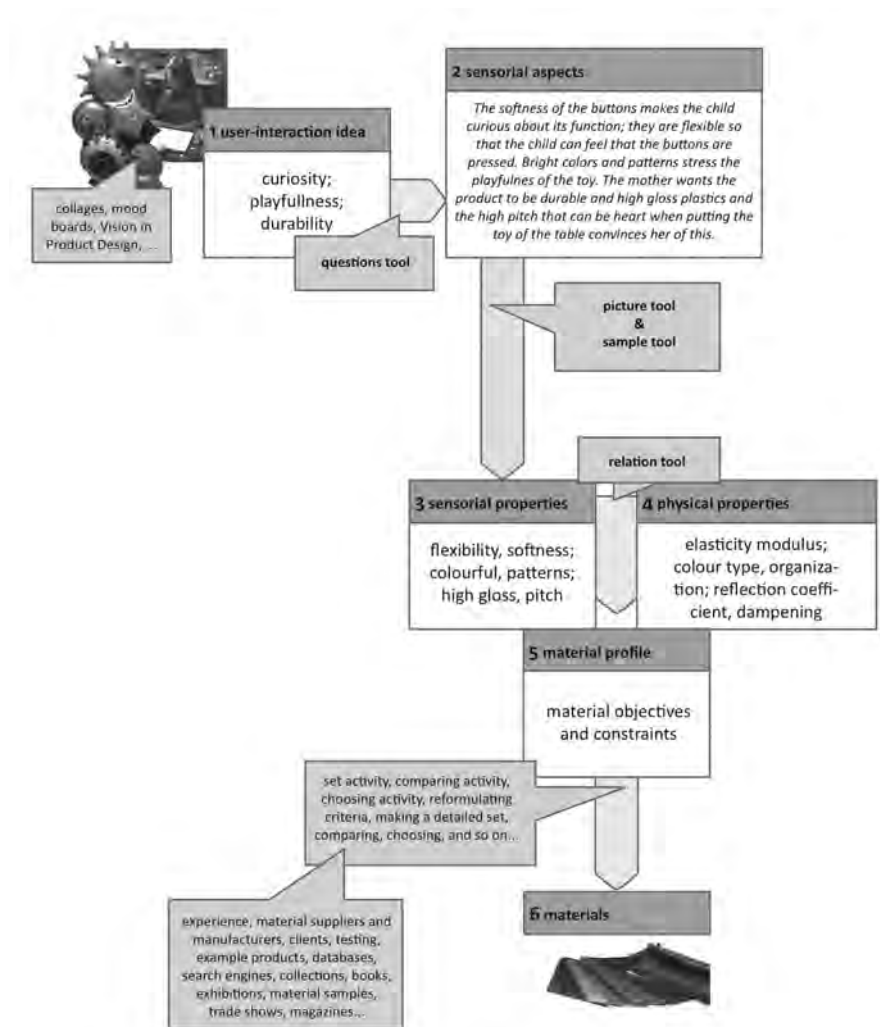 1 user-interaction idea
curiosity;
playfullness;
durability
collages, mood
boards, Vision in
Product Design, ...
questions tool
2 sensorial aspects
The softness of the buttons makes the child
curious about its function; they are flexible so
that the child can feel that the buttons are
pressed. Bright colors and patterns stress the
playfulnes of the toy. The mother wants the
product to be durable and high gloss plastics and
the high pitch that can be heart when putting the
toy of the table convinces her of this.
picture tool
&
sample tool
relation tool
3 sensorial properties
flexibility, softness;
colourful, patterns;
high gloss, pitch
4 physical properties
elasticity modulus;
colour type, organiza-
tion; reflection coeffi-
cient, dampening
5 material profile
material objectives
and constraints
set activity, comparing activity,
choosing activity, reformulating
criteria, making a detailed set,
comparing, choosing, and so on...
experience, material suppliers and
manufacturers, clients, testing,
example products, databases,
search engines, collections, books,
exhibitions, material samples,
trade shows, magazines...
6 materials